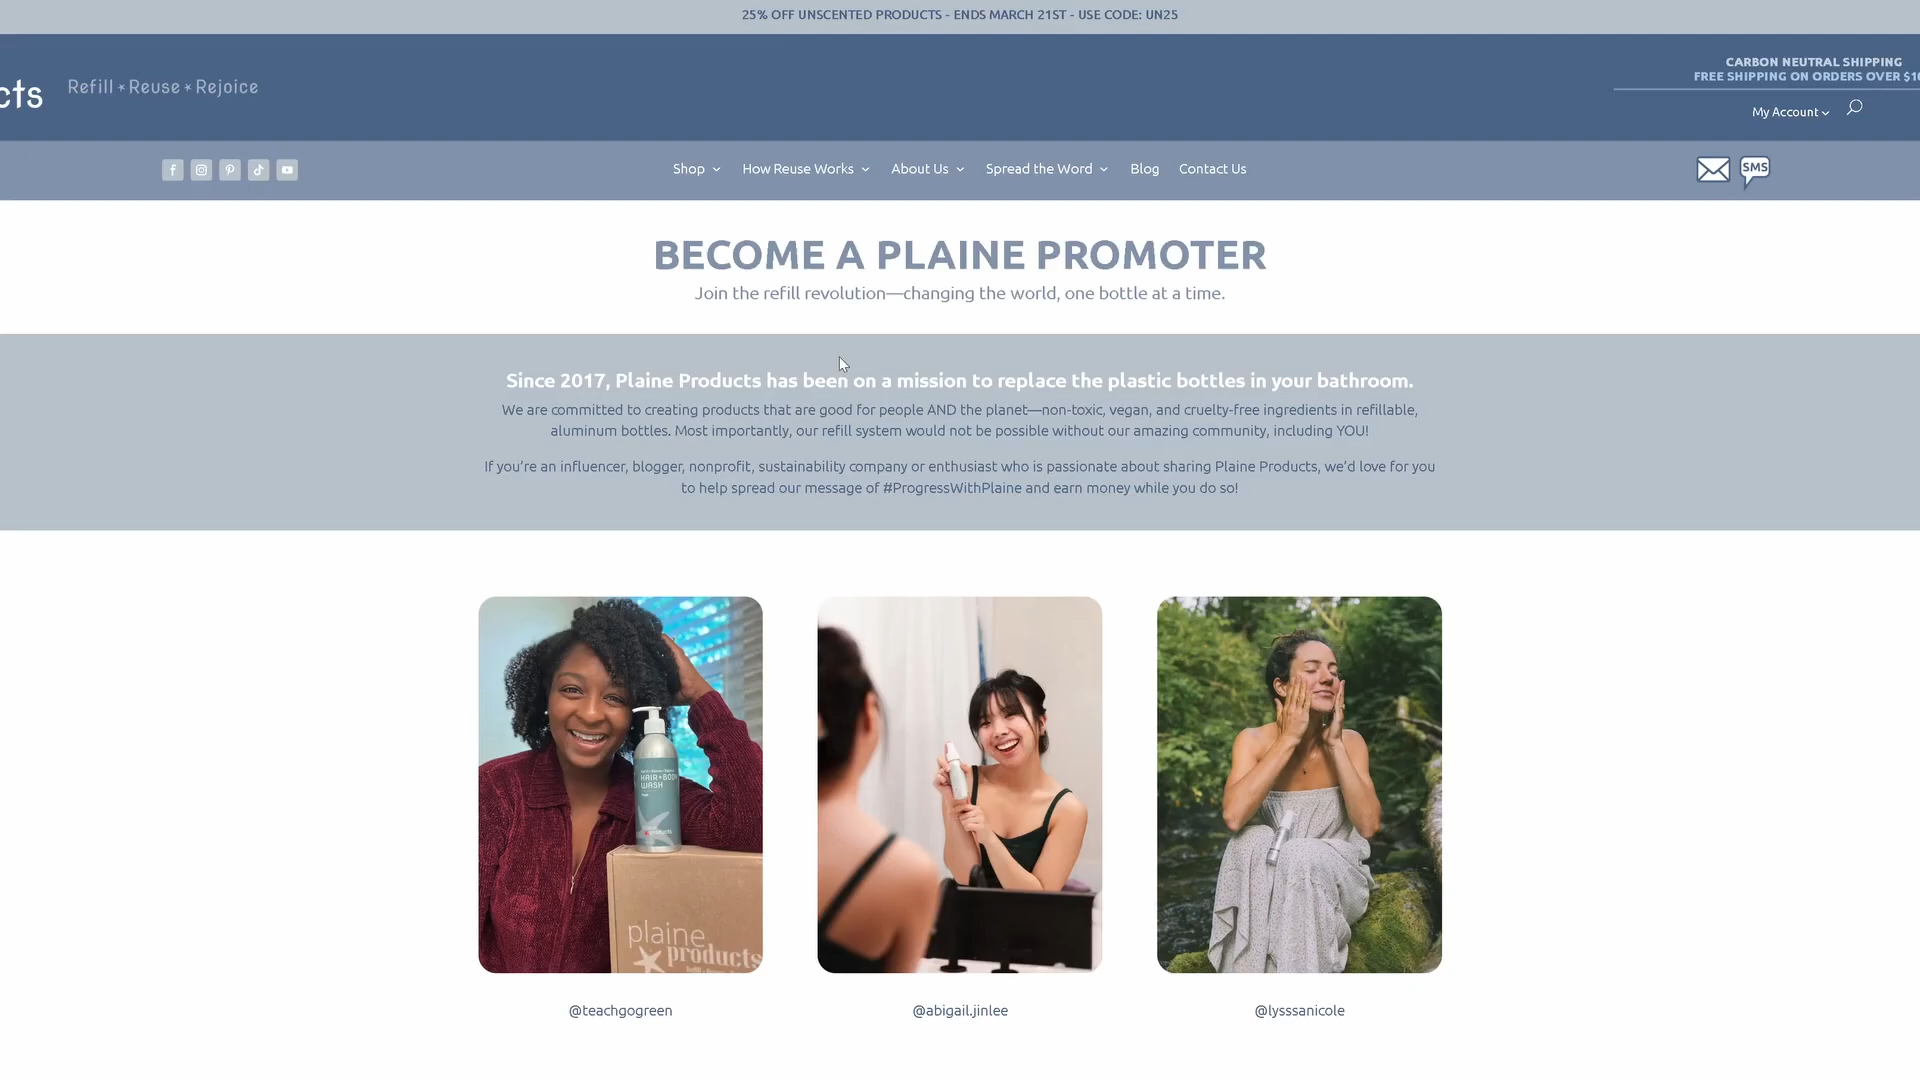 25% OFF UNSCENTED PRODUCTS - ENDS MARCH 21ST - USE CODE: UN25
cts Refill ★ Reuse ★ Rejoice
CARBON NEUTRAL SHIPPING
FREE SHIPPING ON ORDERS OVER
My Account
Shop How Reuse Works About Us Spread the Word Blog Contact Us
SMS
BECOME A PLAINE PROMOTER
Join the refill revolution—changing the world, one bottle at a time.
Since 2017, Plaine Products has been on a mission to replace the plastic bottles in your bathroom.
We are committed to creating products that are good for people AND the planet—non-toxic, vegan, and cruelty-free ingredients in refillable,
aluminum bottles. Most importantly, our refill system would not be possible without our amazing community, including YOU!
If you’re an influencer, blogger, nonprofit, sustainability company or enthusiast who is passionate about sharing Plaine Products, we’d love for you
to help spread our message of #ProgressWithPlaine and earn money while you do so!
HAIR+BODY
WASH
products
plaine
products
@teachgogreen
@abigail.jinlee
@lysssanicole